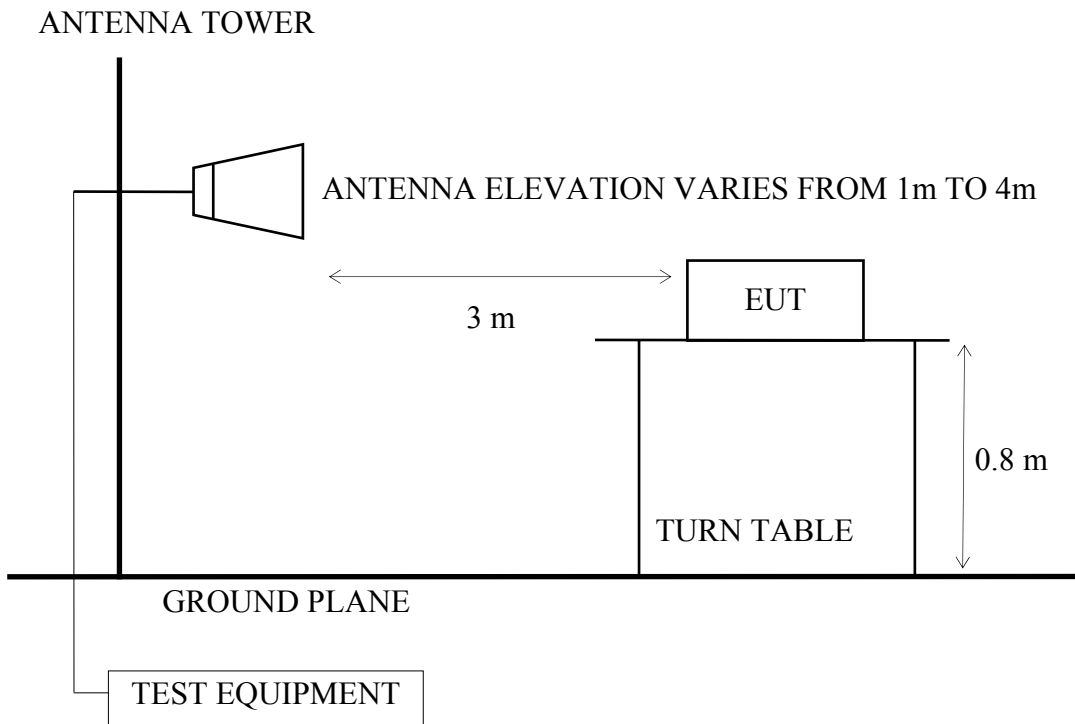 ANTENNA TOWER
ANTENNA ELEVATION VARIES FROM 1m TO 4m
EUT
3 m
0.8 m
TURN TABLE
GROUND PLANE
TEST EQUIPMENT